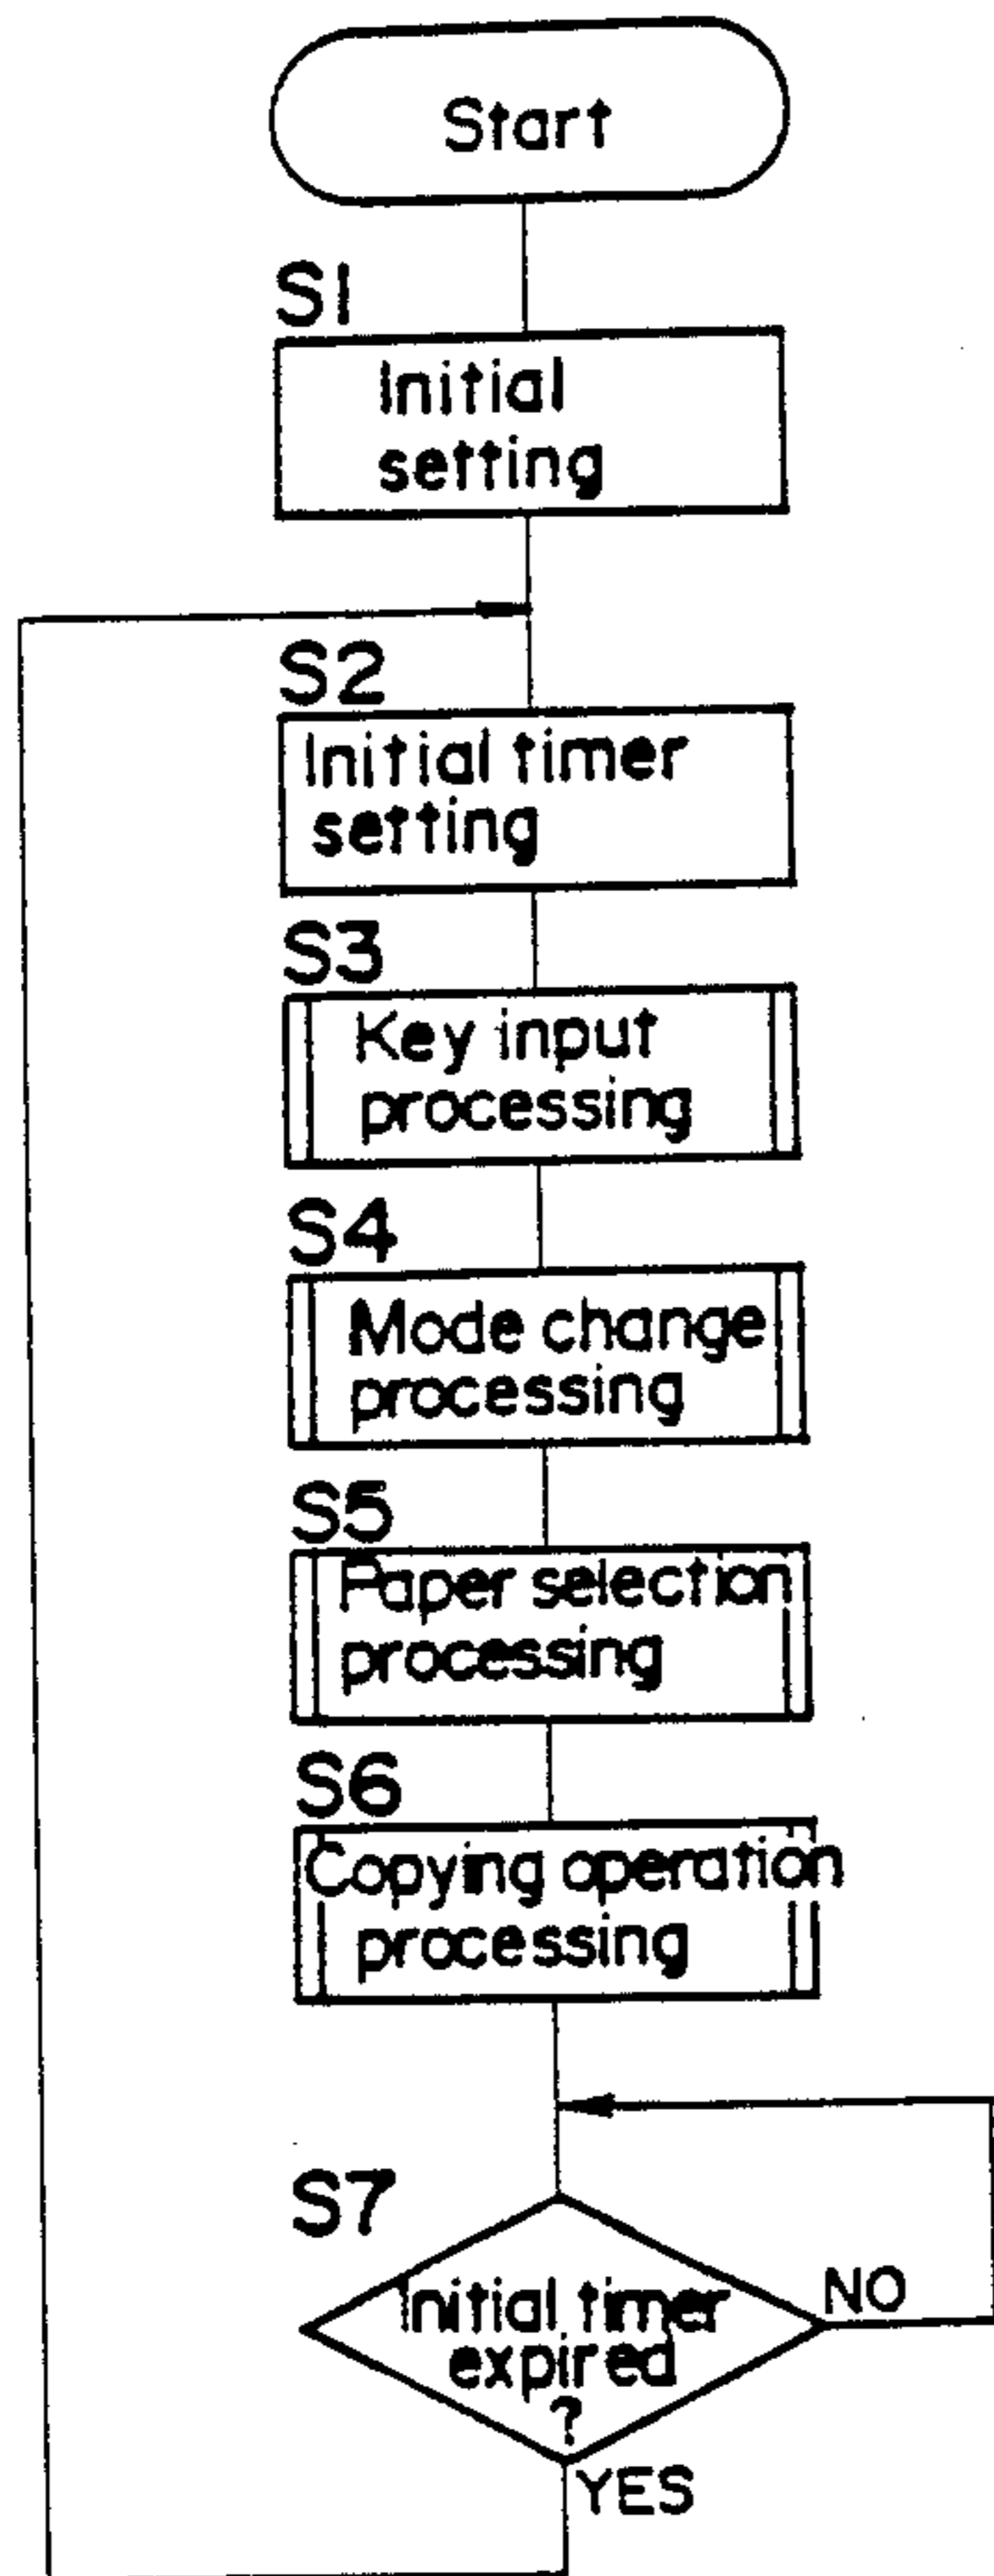 Start
S1
Initial
setting
S2
Initial timer
setting
S3
Key input
processing
S4
Mode change
processing
S5
Paper selection
processing
S6
Copying operation
processing
S7
Initial timer
expired
?
NO
YES